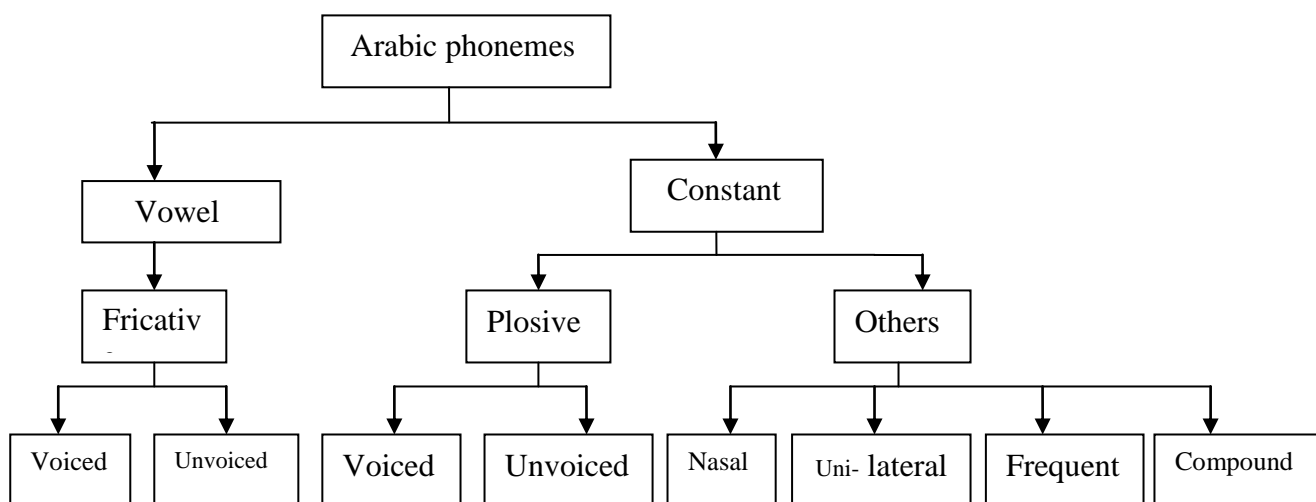 Arabic phonemes
Vowel
Constant
Fricativ
Plosive
Others
Voiced
Unvoiced
Voiced
Unvoiced
Nasal
Uni- lateral
Frequent
Compound